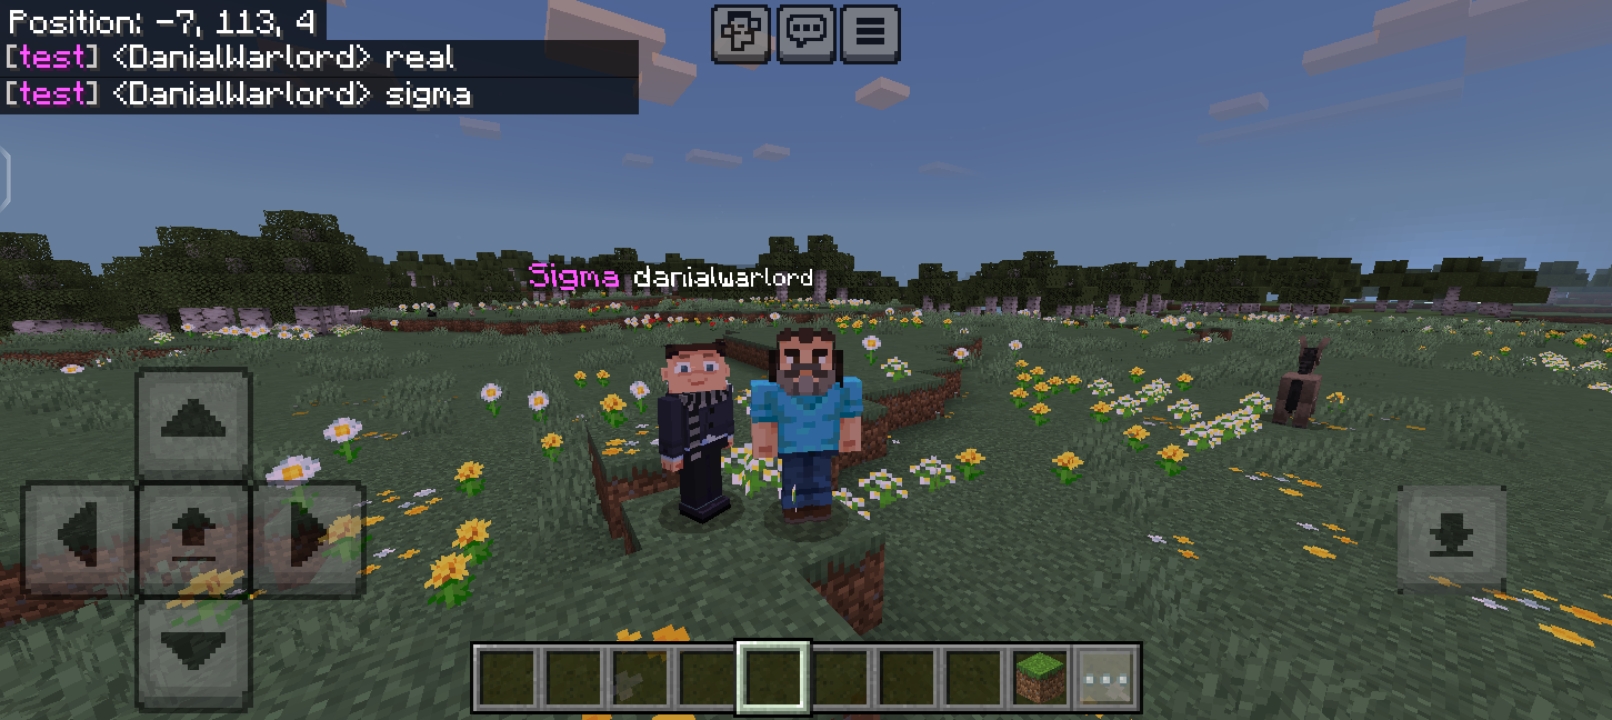 Position: -7, 113, 4
[test] <DanialWarlord> real
[test] <DanialWarlord> sigma
Sigma danialwarlord